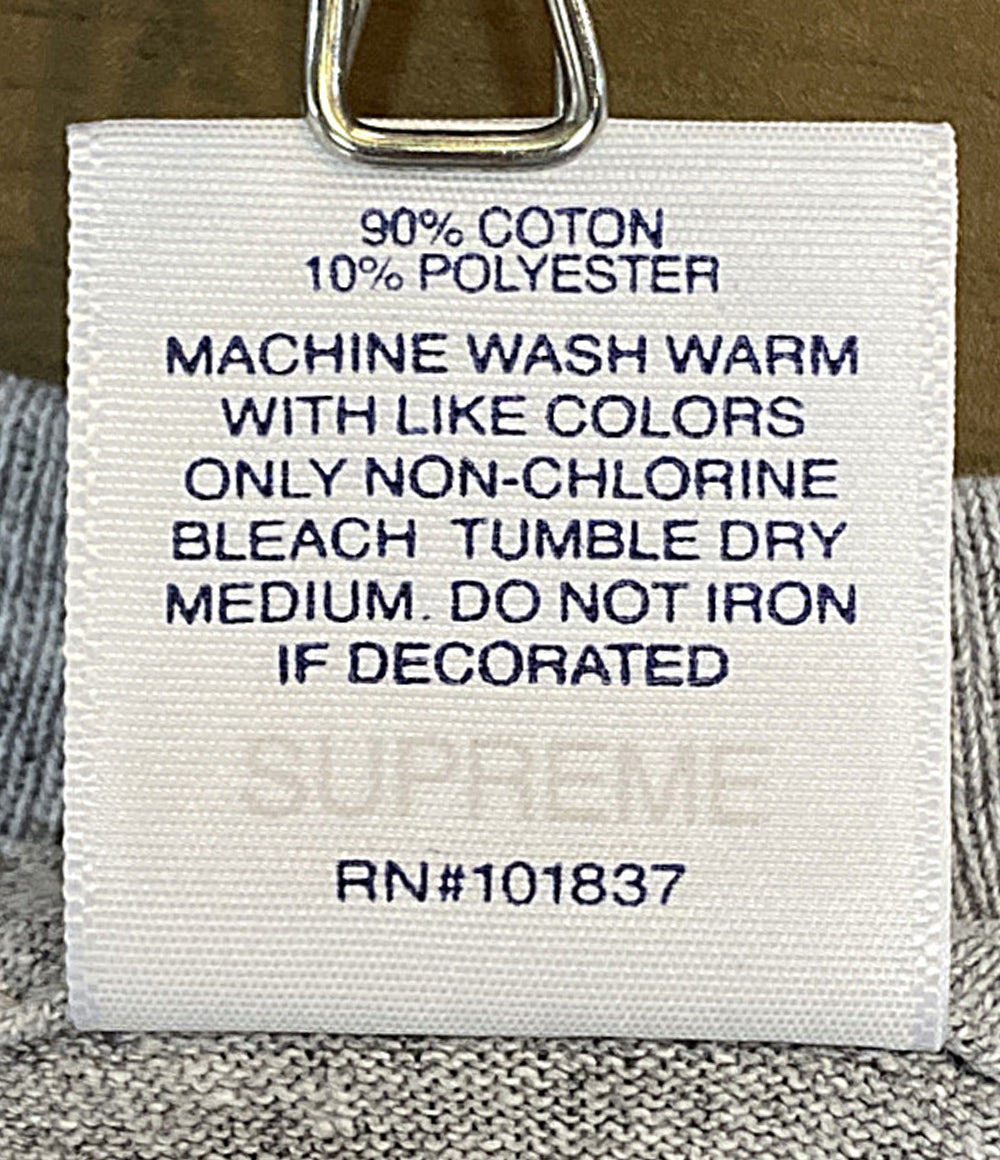 90% COTON
10% POLYESTER
MACHINE WASH WARM
WITH LIKE COLORS
ONLY NON-CHLORINE
BLEACH TUMBLE DRY
MEDIUM. DO NOT IRON
IF DECORATED
SUPREME
RN#101837